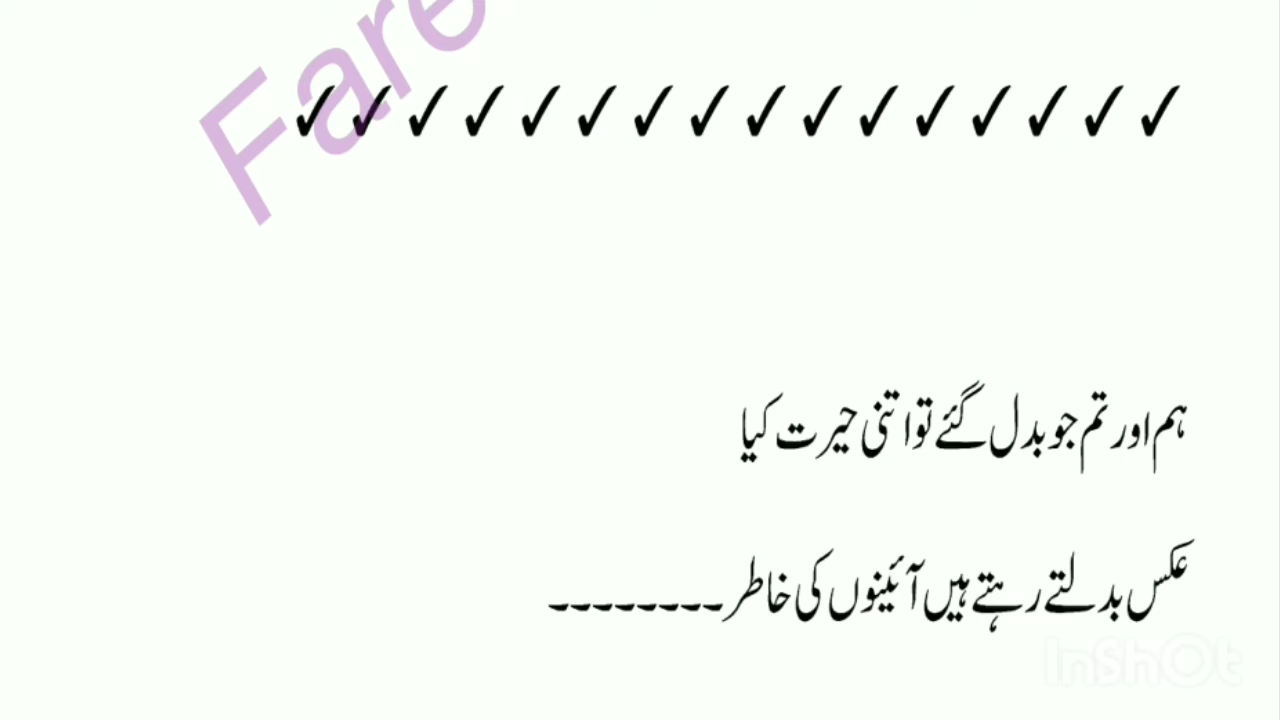 Fare
✓ ✓ ✓ ✓ ✓ ✓ ✓ ✓ ✓ ✓ ✓ ✓ ✓ ✓ ✓ ✓
ہم اور تم جو بدل گئے تو اتنی حیرت کیا
عکس بدلتے رہتے ہیں آئینوں کی خاطر ۔۔۔۔۔۔۔۔
InShOt